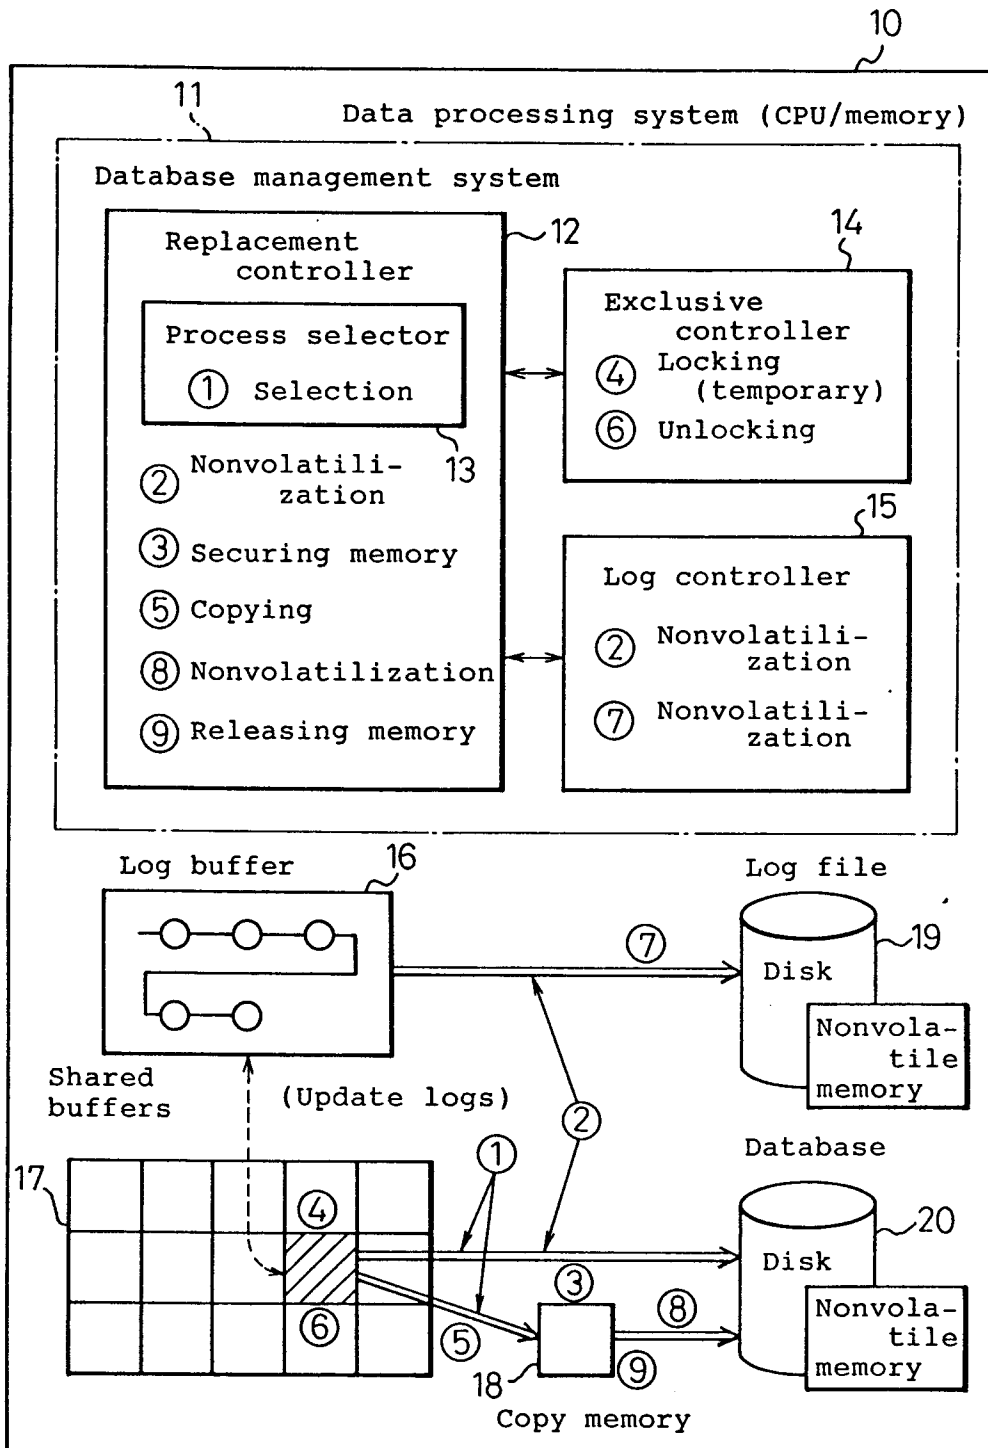 10
11
Data processing system (CPU/memory)
Database management system
12
Replacement
controller
Process selector
① Selection
13
② Nonvolatili-
zation
③ Securing memory
⑤ Copying
⑧ Nonvolatilization
⑨ Releasing memory
14
Exclusive
controller
④ Locking
(temporary)
⑥ Unlocking
15
Log controller
② Nonvolatili-
zation
⑦ Nonvolatili-
zation
Log buffer
16
⑦
Log file
19
Disk
Nonvola-
tile
memory
Shared
buffers
(Update logs)
②
①
17
④
⑥
⑤
③
18
⑨
⑧
Copy memory
Database
20
Disk
Nonvola-
tile
memory